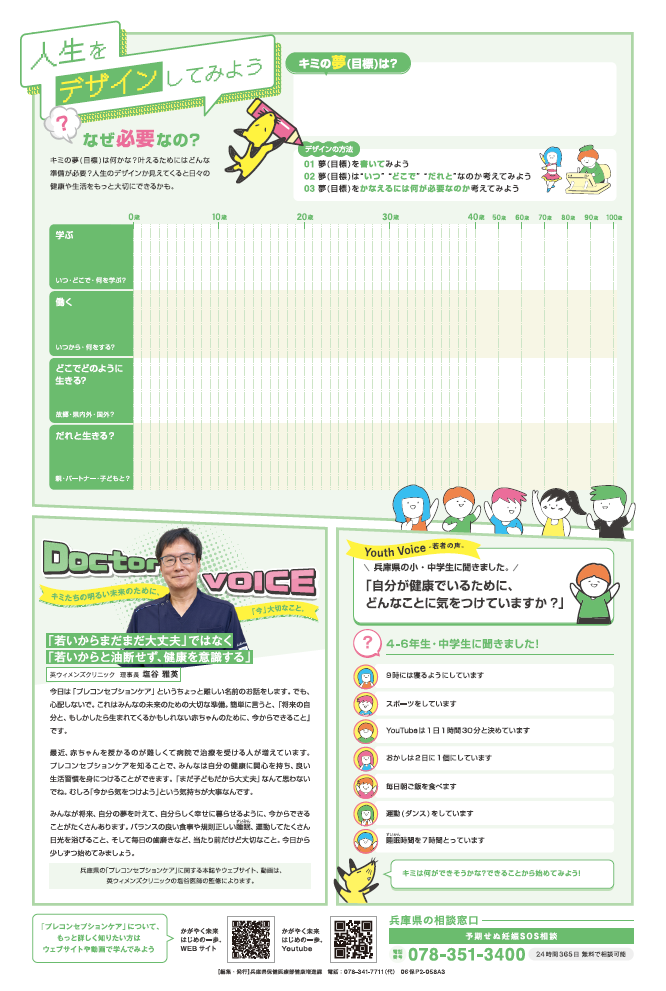 人生を
デザインしてみよう
キミの夢(目標)は?
?
なぜ必要なの?
キミの夢(目標)は何かな?叶えるためにはどんな
準備が必要?人生のデザインが見えてくると日々の
健康や生活をもっと大切にできるかも。
デザインの方法
01 夢(目標)を書いてみよう
02 夢(目標)は“いつ” “どこで” “だれと”なのか考えてみよう
03 夢(目標)をかなえるには何が必要なのか考えてみよう
0歳 10歳 20歳 30歳 40歳 50歳 60歳 70歳 80歳 90歳 100歳
学ぶ
いつ・どこで・何を学ぶ?
働く
いつから・何をする?
どこでどのように
生きる?
故郷・県内外・国外?
だれと生きる?
親・パートナー・子どもと?
Doctor
VOICE
キミたちの明るい未来のために、
「今」大切なこと。
「若いからまだまだ大丈夫」ではなく
「若いからと油断せず、健康を意識する」
英ウィメンズクリニック 理事長 塩谷 雅英
今日は「プレコンセプションケア」というちょっと難しい名前のお話をします。でも、
心配しないで。これはみんなの未来のための大切な準備。簡単に言うと、「将来の自
分と、もしかしたら生まれてくるかもしれない赤ちゃんのために、今からできること」
です。
最近、赤ちゃんを授かるのが難しくて病院で治療を受ける人が増えています。
プレコンセプションケアを知ることで、みんなは自分の健康に関心を持ち、良い
生活習慣を身につけることができます。「まだ子どもだから大丈夫」なんて思わない
でね。むしろ「今から気をつけよう」という気持ちが大事なんです。
みんなが将来、自分の夢を叶えて、自分らしく幸せに暮らせるように、今からできる
ことがたくさんあります。バランスの良い食事や規則正しい睡眠、運動してたくさん
日光を浴びること、そして毎日の歯磨きなど、当たり前だけど大切なこと。今日から
少しずつ始めてみましょう。
兵庫県の「プレコンセプションケア」に関する本誌やウェブサイト、動画は、
英ウィメンズクリニックの塩谷医師の監修によります。
Youth Voice -若者の声-
\ 兵庫県の小・中学生に聞きました。/
「自分が健康でいるために、
どんなことに気をつけていますか?」
?
4-6年生・中学生に聞きました!
9時には寝るようにしています
スポーツをしています
YouTubeは1日1時間30分と決めています
おかしは2日に1個にしています
毎日朝ご飯を食べます
運動(ダンス)をしています
すいみん
睡眠時間を7時間とっています
キミは何ができそうかな?できることから始めてみよう!
「プレコンセプションケア」について、
もっと詳しく知りたい方は
ウェブサイトや動画で学んでみよう
かがやく未来
はじめの一歩。
WEBサイト
かがやく未来
はじめの一歩。
Youtube
兵庫県の相談窓口
予期せぬ妊娠SOS相談
電話
番号 078-351-3400 24時間365日 無料で相談可
【編集・発行】兵庫県保健医療部健康増進課 電話:078-341-7711(代) 06保P2-058A3